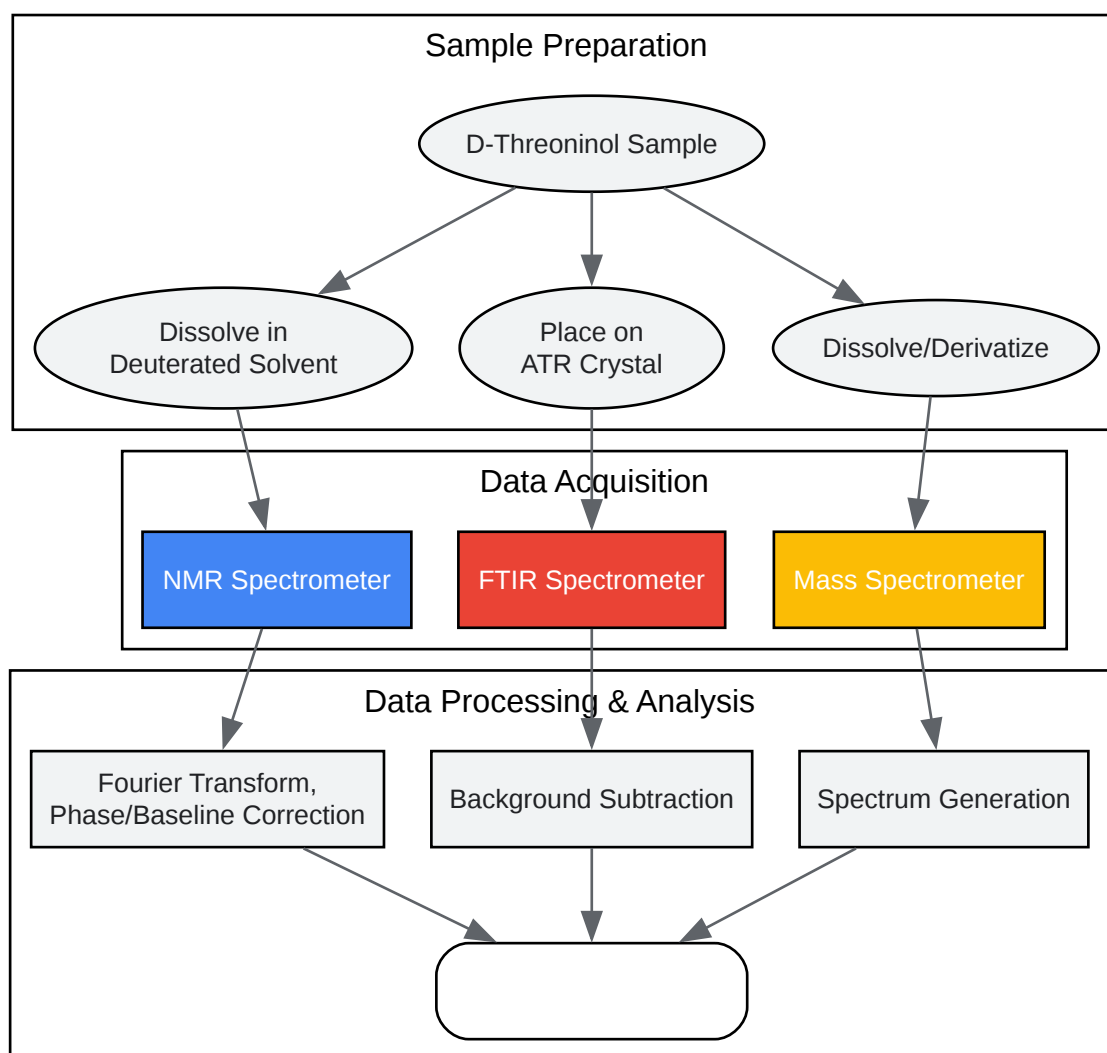 Sample Preparation
D-Threoninol Sample
Dissolve in
Deuterated Solvent
Place on
ATR Crystal
Dissolve/Derivatize
Data Acquisition
NMR Spectrometer
FTIR Spectrometer
Mass Spectrometer
Data Processing & Analysis
Fourier Transform,
Phase/Baseline Correction
Background Subtraction
Spectrum Generation